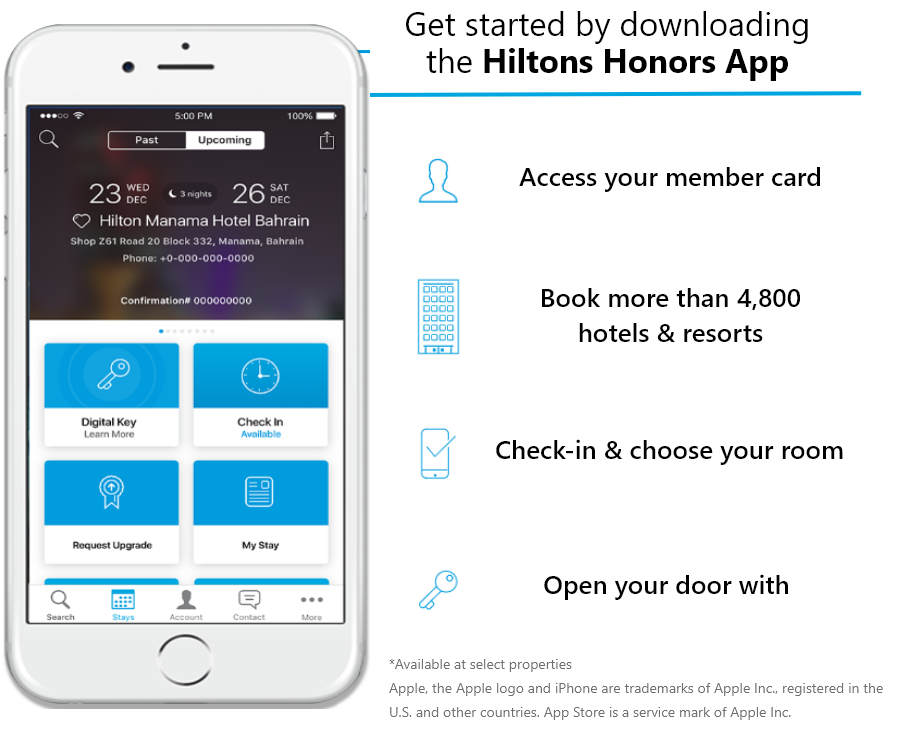 Get started by downloading
the Hiltons Honors App
5:00 PM 100%
Past Upcoming
23 WED DEC 3 nights 26 SAT DEC
Hilton Manama Hotel Bahrain
Shop Z61 Road 20 Block 332, Manama, Bahrain
Phone: +0-000-000-0000
Confirmation# 000000000
Digital Key Check In
Learn More Available
Request Upgrade My Stay
Search Stays Account Contact More
Access your member card
Book more than 4,800
hotels & resorts
Check-in & choose your room
Open your door with
*Available at select properties
Apple, the Apple logo and iPhone are trademarks of Apple Inc., registered in the
U.S. and other countries. App Store is a service mark of Apple Inc.